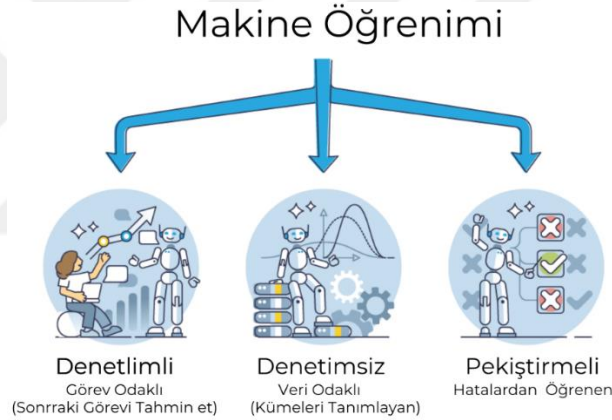 Makine Öğrenimi
Denetlimli
Görev Odaklı
(Sonrraki Görevi Tahmin et)
Denetimsiz
Veri Odaklı
(Kümeleri Tanımlayan)
Pekiştirmeli
Hatalardan Öğrenen